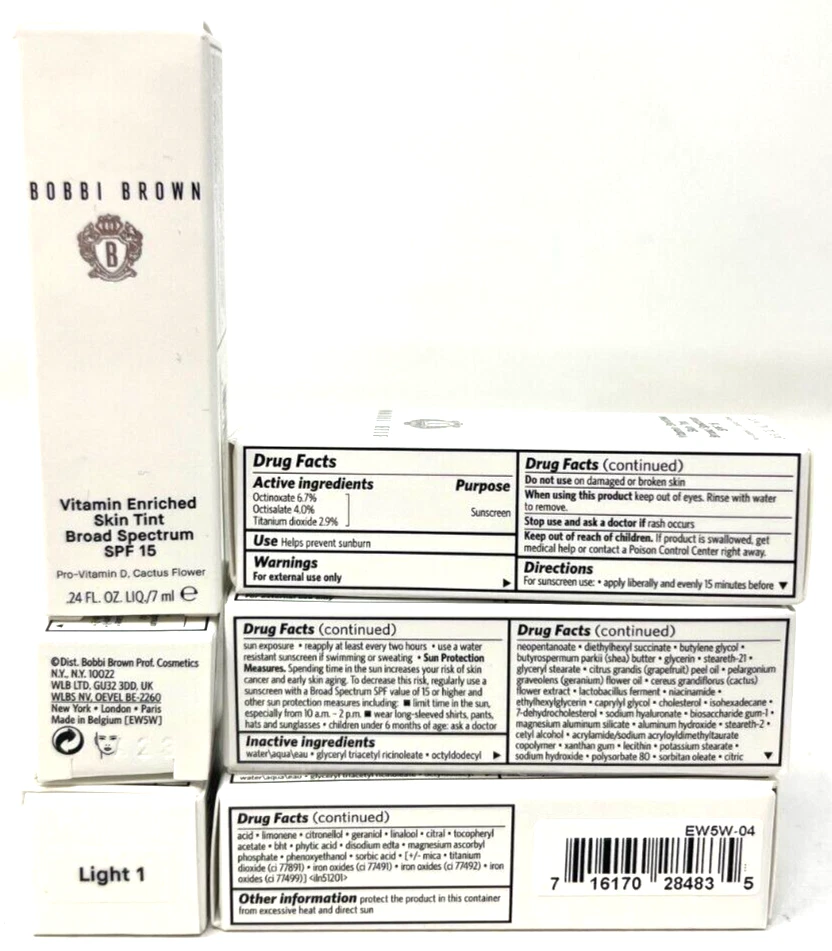 BOBBI BROWN
B
Vitamin Enriched
Skin Tint
Broad Spectrum
SPF 15
Pro-Vitamin D, Cactus Flower
.24 FL. OZ. LIQ./7 ml ℮
©Dist. Bobbi Brown Prof. Cosmetics
N.Y., N.Y. 10022
WLB LTD, GU32 3DD, UK
WLBS NV, OEVEL BE-2260
New York • London • Paris
Made in Belgium [EW5W]
Light 1
Drug Facts
Active ingredients Purpose
Octinoxate 6.7%
Octisalate 4.0% Sunscreen
Titanium dioxide 2.9%
Use Helps prevent sunburn
Warnings
For external use only
Drug Facts (continued)
Do not use on damaged or broken skin
When using this product keep out of eyes. Rinse with water
to remove.
Stop use and ask a doctor if rash occurs
Keep out of reach of children. If product is swallowed, get
medical help or contact a Poison Control Center right away.
Directions
For sunscreen use: • apply liberally and evenly 15 minutes before ▼
Drug Facts (continued)
sun exposure • reapply at least every two hours • use a water
resistant sunscreen if swimming or sweating • Sun Protection
Measures. Spending time in the sun increases your risk of skin
cancer and early skin aging. To decrease this risk, regularly use a
sunscreen with a Broad Spectrum SPF value of 15 or higher and
other sun protection measures including: ■ limit time in the sun,
especially from 10 a.m. - 2 p.m. ■ wear long-sleeved shirts, pants,
hats and sunglasses • children under 6 months of age: ask a doctor
Inactive ingredients
water\aqua\eau • glyceryl triacetyl ricinoleate • octyldodecyl ▶
Drug Facts (continued)
neopentanoate • diethylhexyl succinate • butylene glycol •
butyrospermum parkii (shea) butter • glycerin • steareth-21 •
glyceryl stearate • citrus grandis (grapefruit) peel oil • pelargonium
graveolens (geranium) flower oil • cereus grandiflorus (cactus)
flower extract • lactobacillus ferment • niacinamide •
ethylhexylglycerin • caprylyl glycol • cholesterol • isohexadecane •
7-dehydrocholesterol • sodium hyaluronate • biosaccharide gum-1 •
magnesium aluminum silicate • aluminum hydroxide • steareth-2 •
cetyl alcohol • acrylamide/sodium acryloyldimethyltaurate
copolymer • xanthan gum • lecithin • potassium stearate •
sodium hydroxide • polysorbate 80 • sorbitan oleate • citric ▼
Drug Facts (continued)
acid • limonene • citronellol • geraniol • linalool • citral • tocopheryl
acetate • bht • phytic acid • disodium edta • magnesium ascorbyl
phosphate • phenoxyethanol • sorbic acid • [+/- mica • titanium
dioxide (ci 77891) • iron oxides (ci 77491) • iron oxides (ci 77492) • iron
oxides (ci 77499)] <iln51201>
Other information protect the product in this container
from excessive heat and direct sun
EW5W-04
7 16170 28483 5